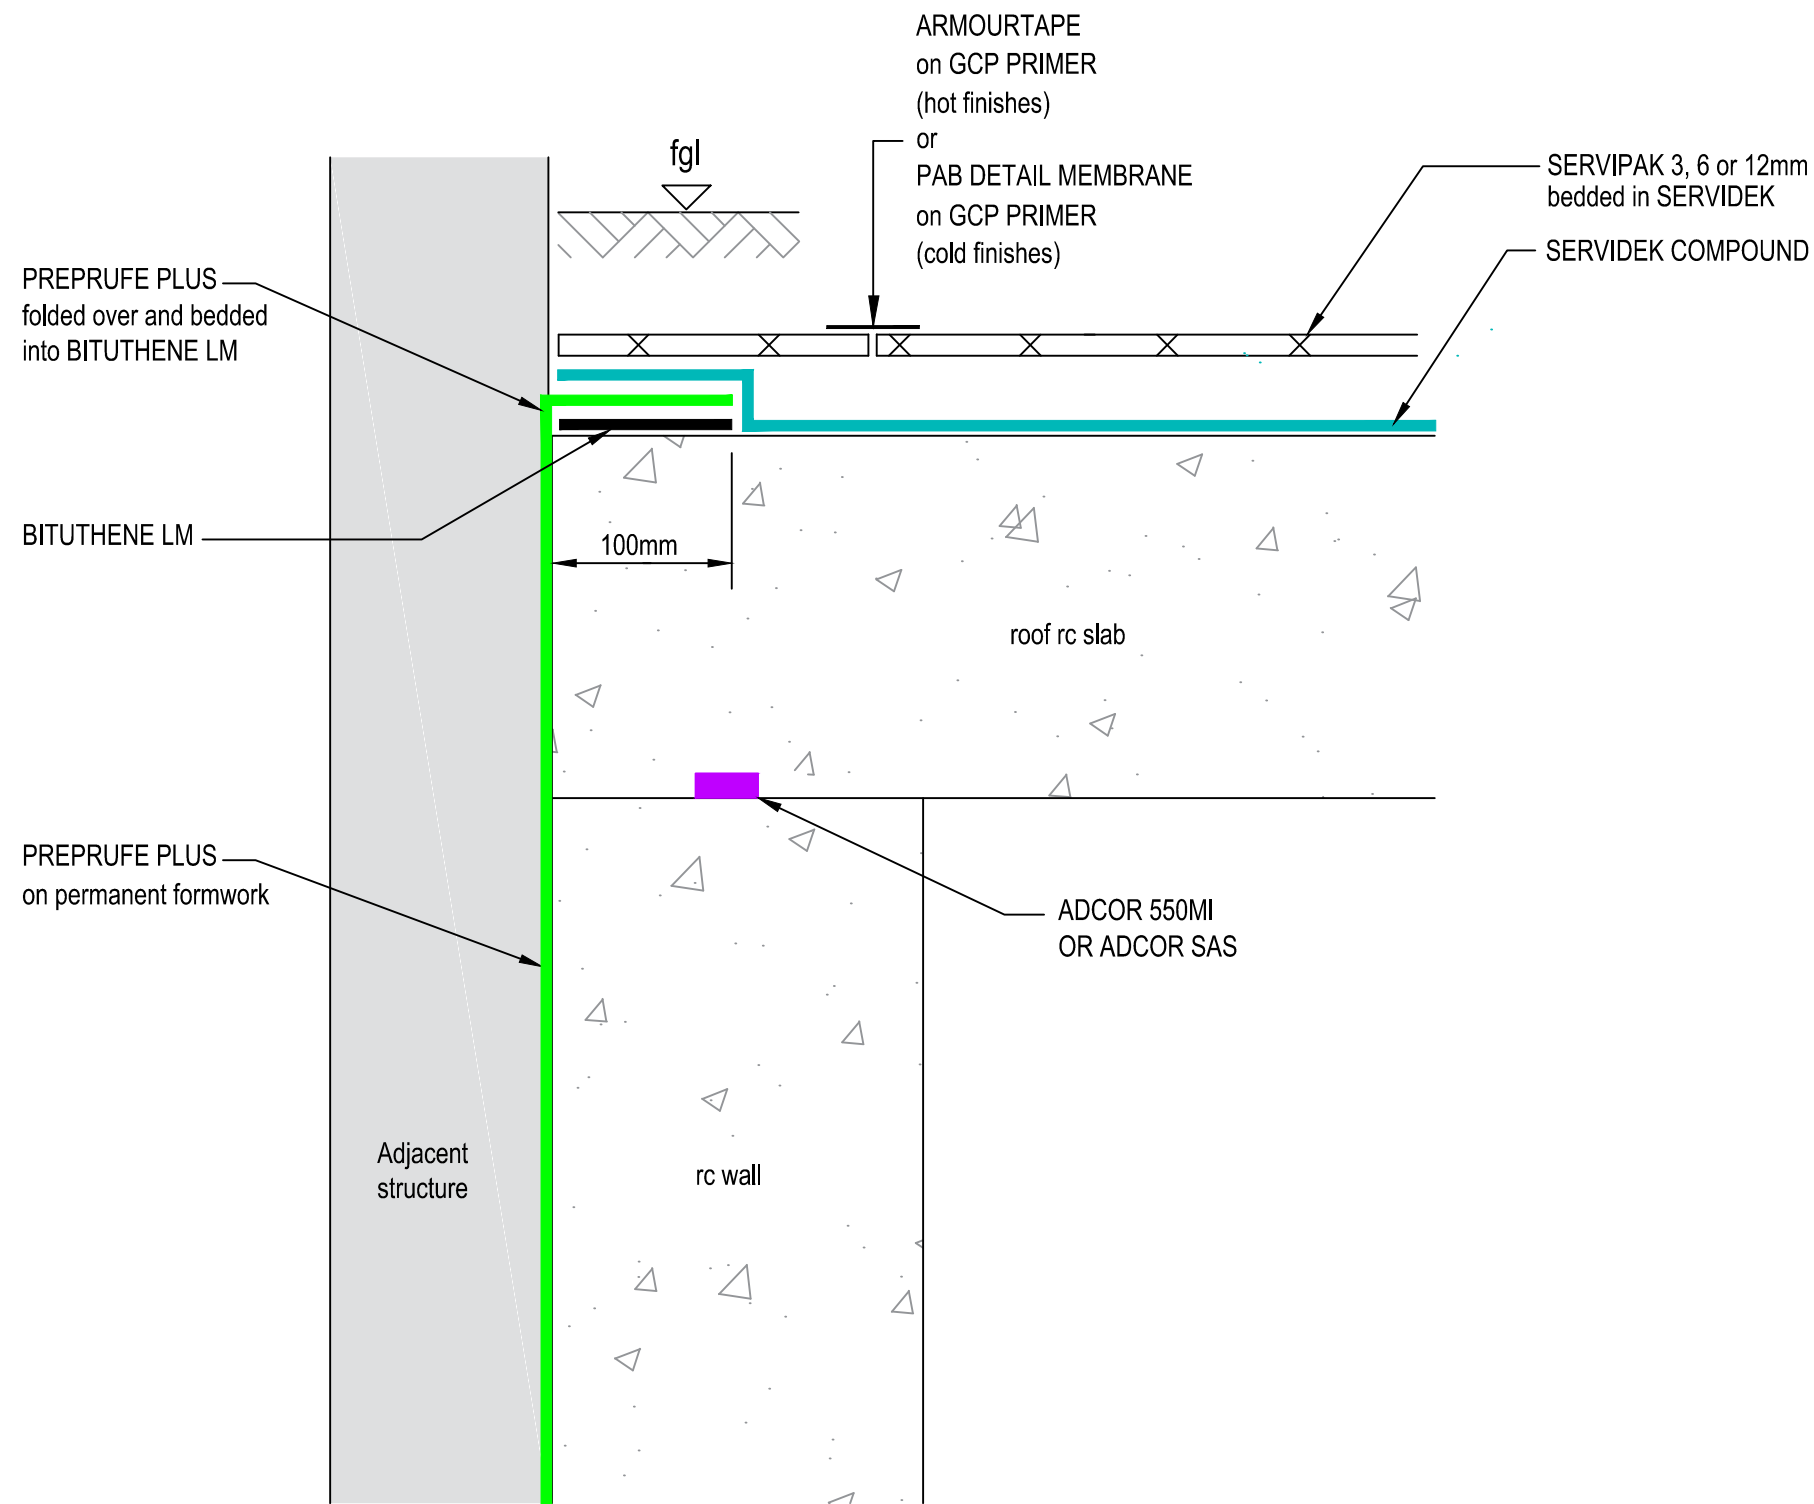 ARMOURTAPE
on GCP PRIMER
(hot finishes)
or
PAB DETAIL MEMBRANE
on GCP PRIMER
(cold finishes)
fgl
SERVIPAK 3, 6 or 12mm
bedded in SERVIDEK
SERVIDEK COMPOUND
PREPRUFE PLUS
folded over and bedded
into BITUTHENE LM
BITUTHENE LM
100mm
roof rc slab
PREPRUFE PLUS
on permanent formwork
ADCOR 550MI
OR ADCOR SAS
Adjacent
structure
rc wall